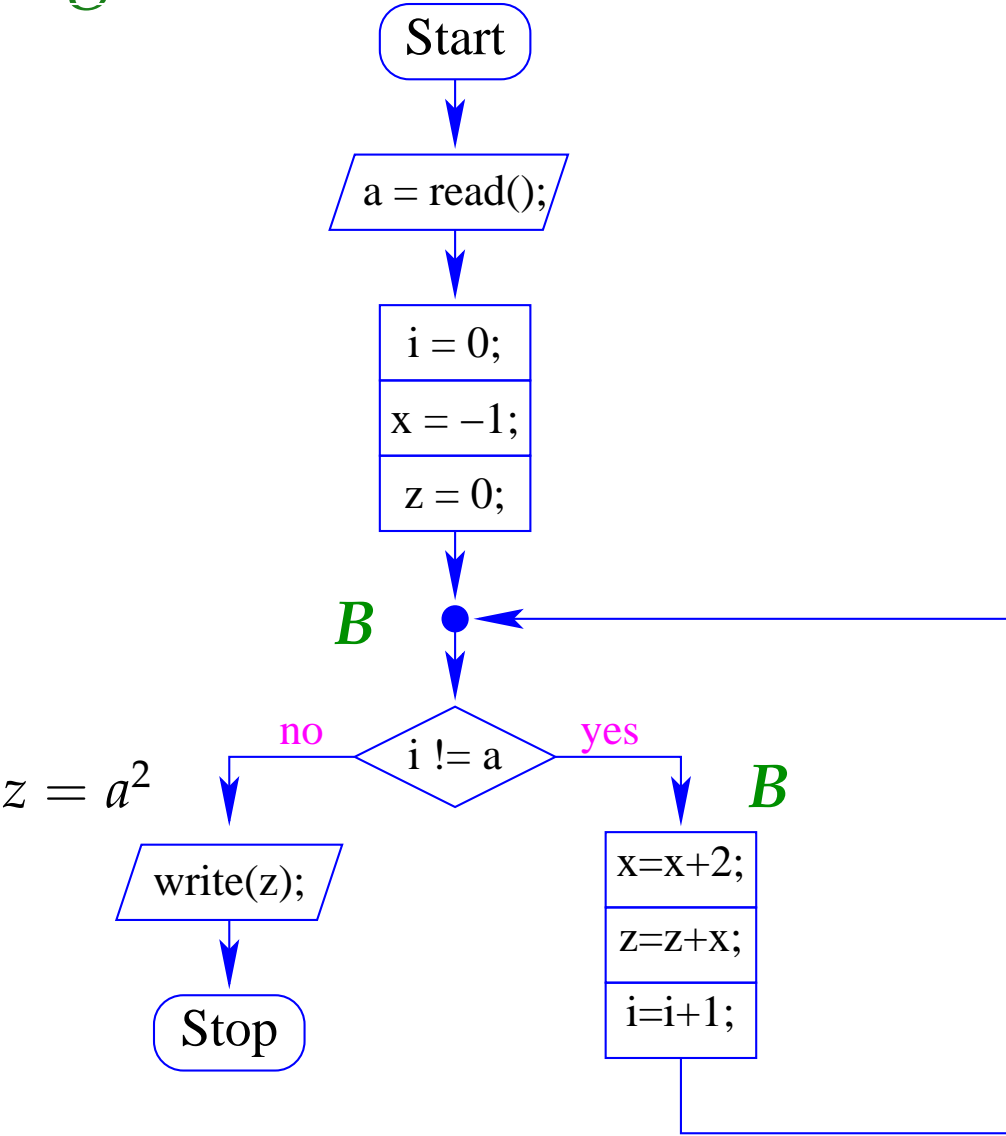 Start
a = read();
i = 0;
x = –1;
z = 0;
B
no
i != a
yes
z = a²
B
write(z);
x=x+2;
z=z+x;
i=i+1;
Stop